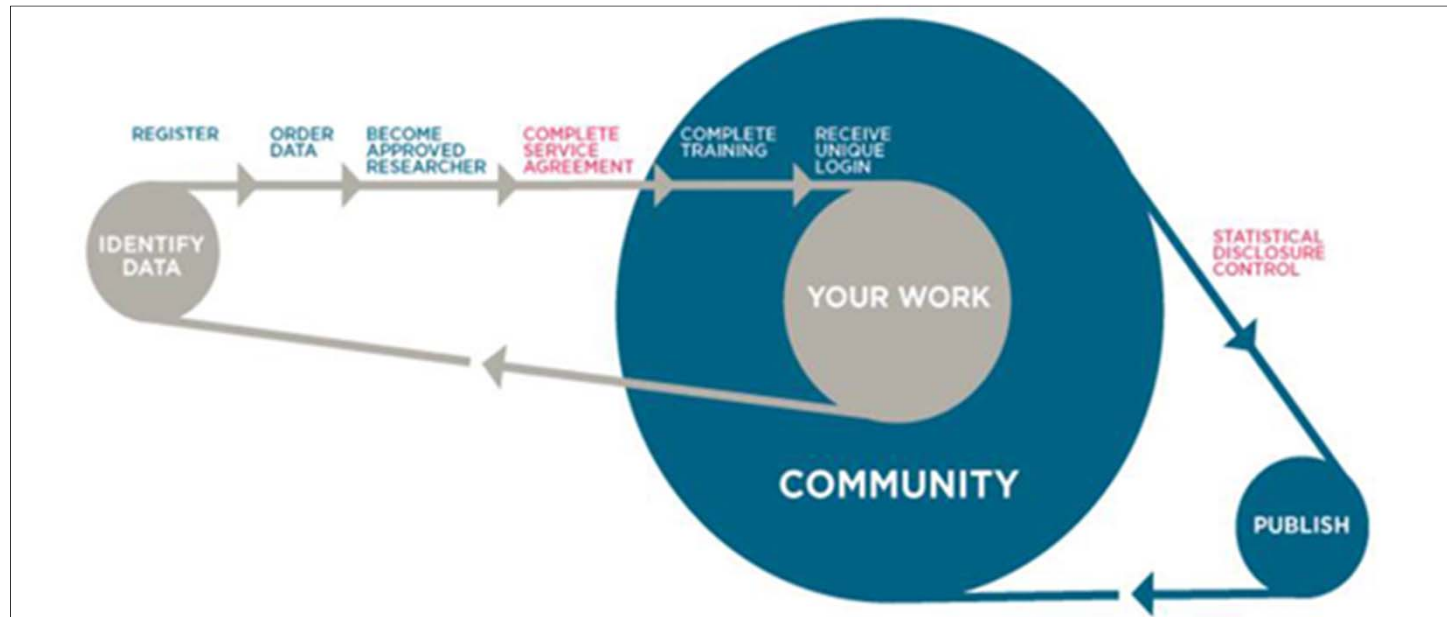 REGISTER
ORDER
DATA
BECOME
APPROVED
RESEARCHER
COMPLETE
SERVICE
AGREEMENT
COMPLETE
TRAINING
RECEIVE
UNIQUE
LOGIN
IDENTIFY
DATA
YOUR WORK
STATISTICAL
DISCLOSURE
CONTROL
COMMUNITY
PUBLISH